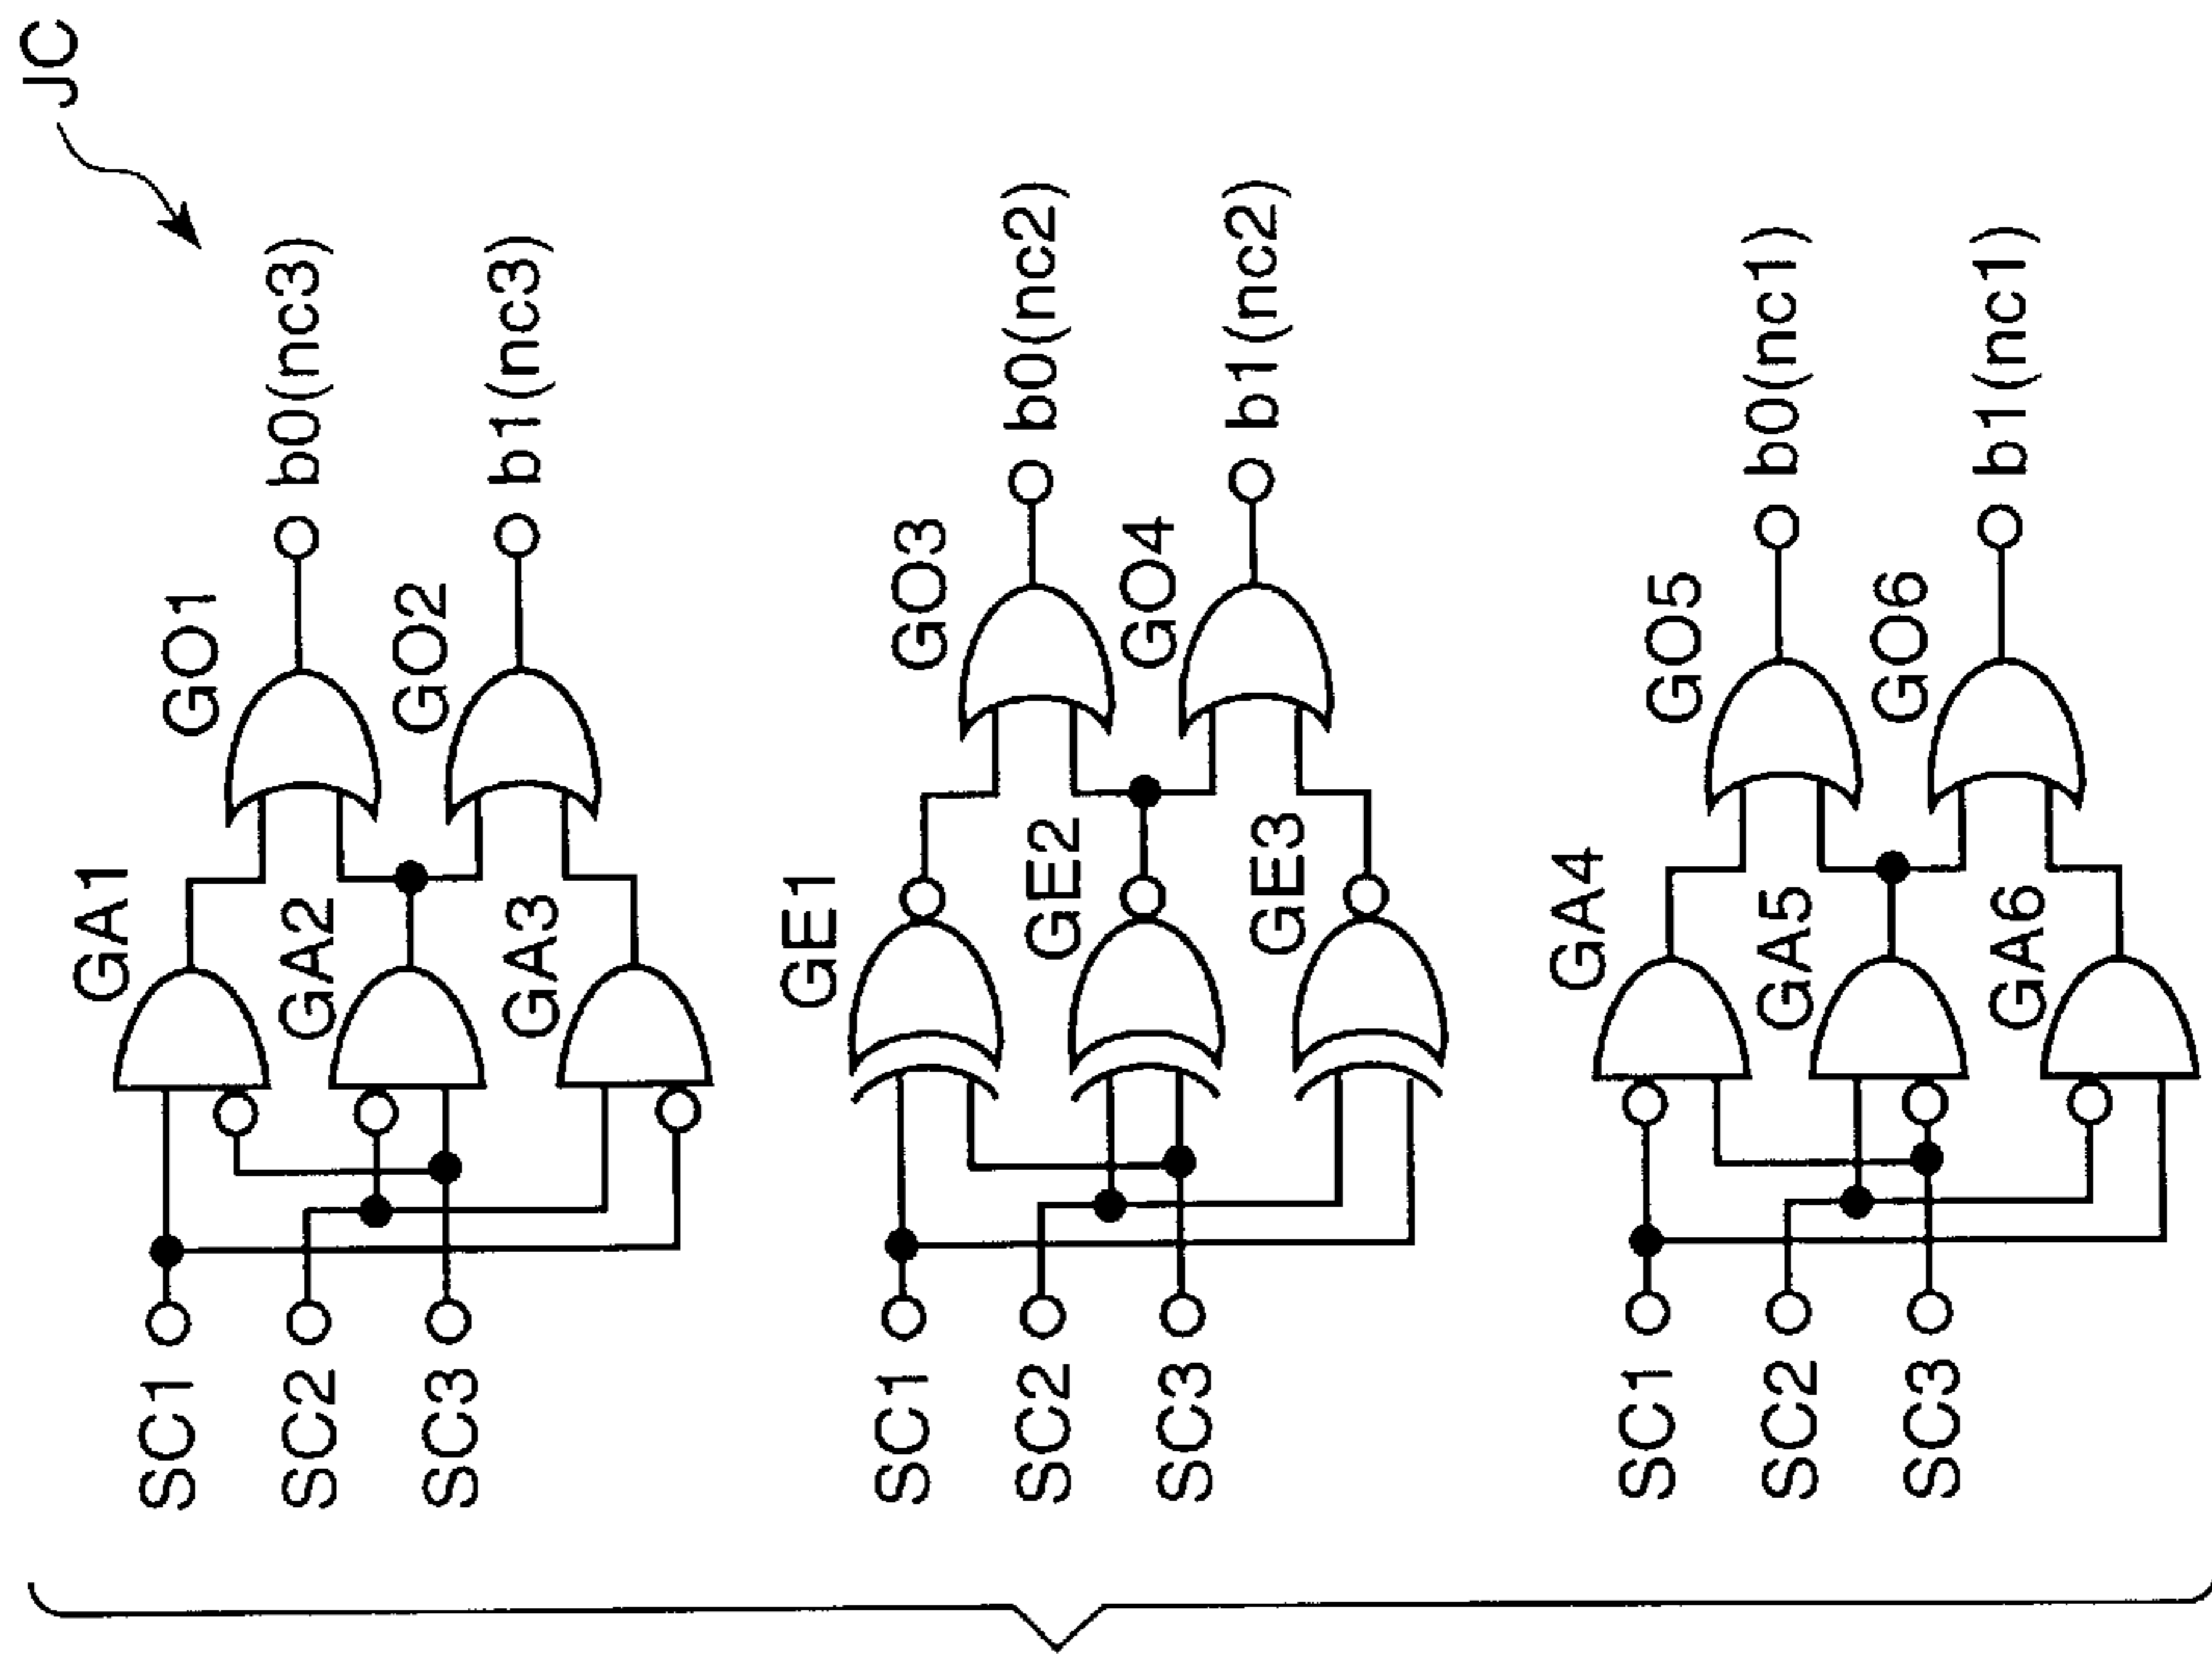 JC
GA1
GO1
SC1
b0(nc3)
GA2
GO2
SC2
b1(nc3)
GA3
SC3
GE1
GO3
SC1
b0(nc2)
GE2
GO4
SC2
b1(nc2)
GE3
SC3
GA4
GO5
SC1
b0(nc1)
GA5
GO6
SC2
b1(nc1)
GA6
SC3